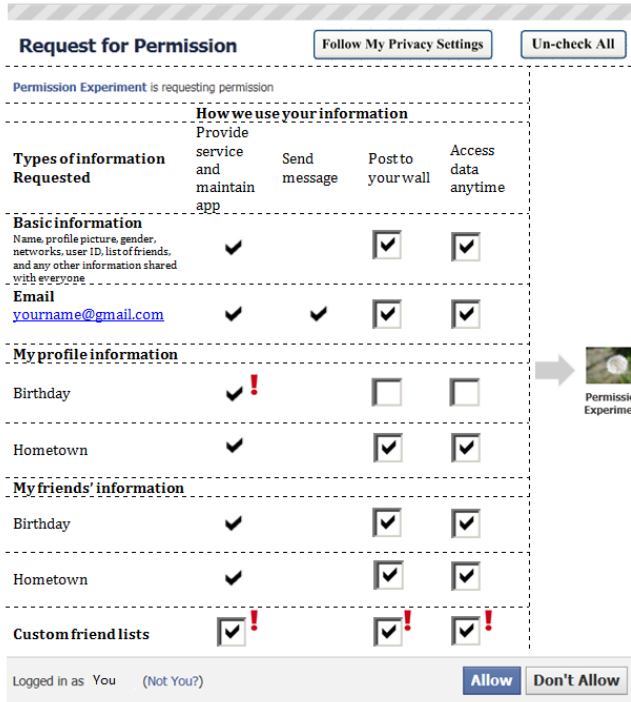 Request for Permission
Follow My Privacy Settings
Un-check All
Permission Experiment is requesting permission
How we use your information
Types of information
Requested
Provide
service
and
maintain
app
Send
message
Post to
your wall
Access
data
anytime
Basic information
Name, profile picture, gender,
networks, user ID, list of friends,
and any other information shared
with everyone
Email
yourname@gmail.com
My profile information
Birthday
!
Hometown
My friends' information
Birthday
Hometown
Custom friend lists
! ! !
Logged in as You (Not You?)
Allow
Don't Allow